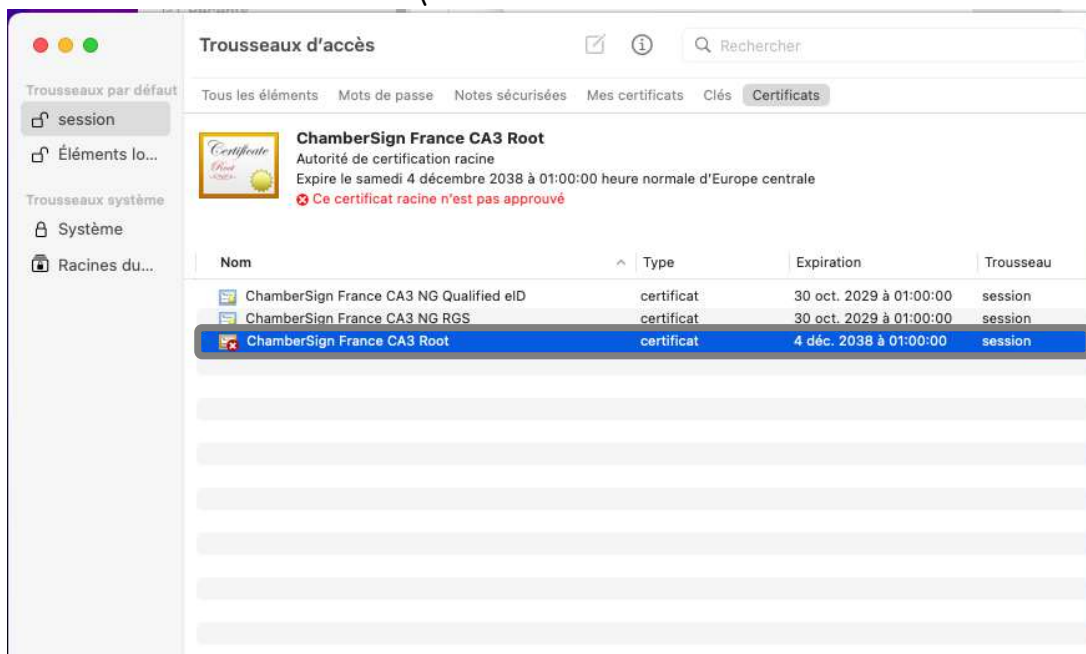 Trousseaux d'accès
Rechercher
Trousseaux par défaut
session
Éléments lo...
Trousseaux système
Système
Racines du...
Tous les éléments Mots de passe Notes sécurisées Mes certificats Clés Certificats
Certificate
Root
ChamberSign France CA3 Root
Autorité de certification racine
Expire le samedi 4 décembre 2038 à 01:00:00 heure normale d'Europe centrale
Ce certificat racine n'est pas approuvé
Nom Type Expiration Trousseau
ChamberSign France CA3 NG Qualified eID certificat 30 oct. 2029 à 01:00:00 session
ChamberSign France CA3 NG RGS certificat 30 oct. 2029 à 01:00:00 session
ChamberSign France CA3 Root certificat 4 déc. 2038 à 01:00:00 session